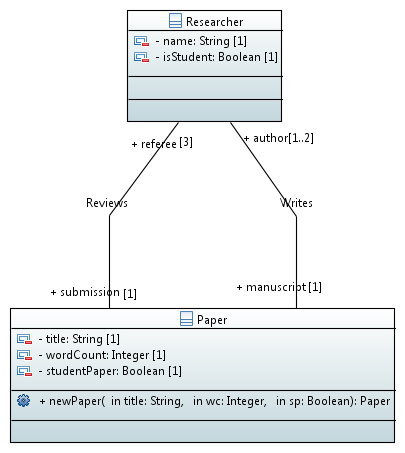 Researcher
- name: String [1]
- isStudent: Boolean [1]
+ referee [3]
+ author[1..2]
Reviews
Writes
+ submission [1]
+ manuscript [1]
Paper
- title: String [1]
- wordCount: Integer [1]
- studentPaper: Boolean [1]
+ newPaper( in title: String, in wc: Integer, in sp: Boolean): Paper